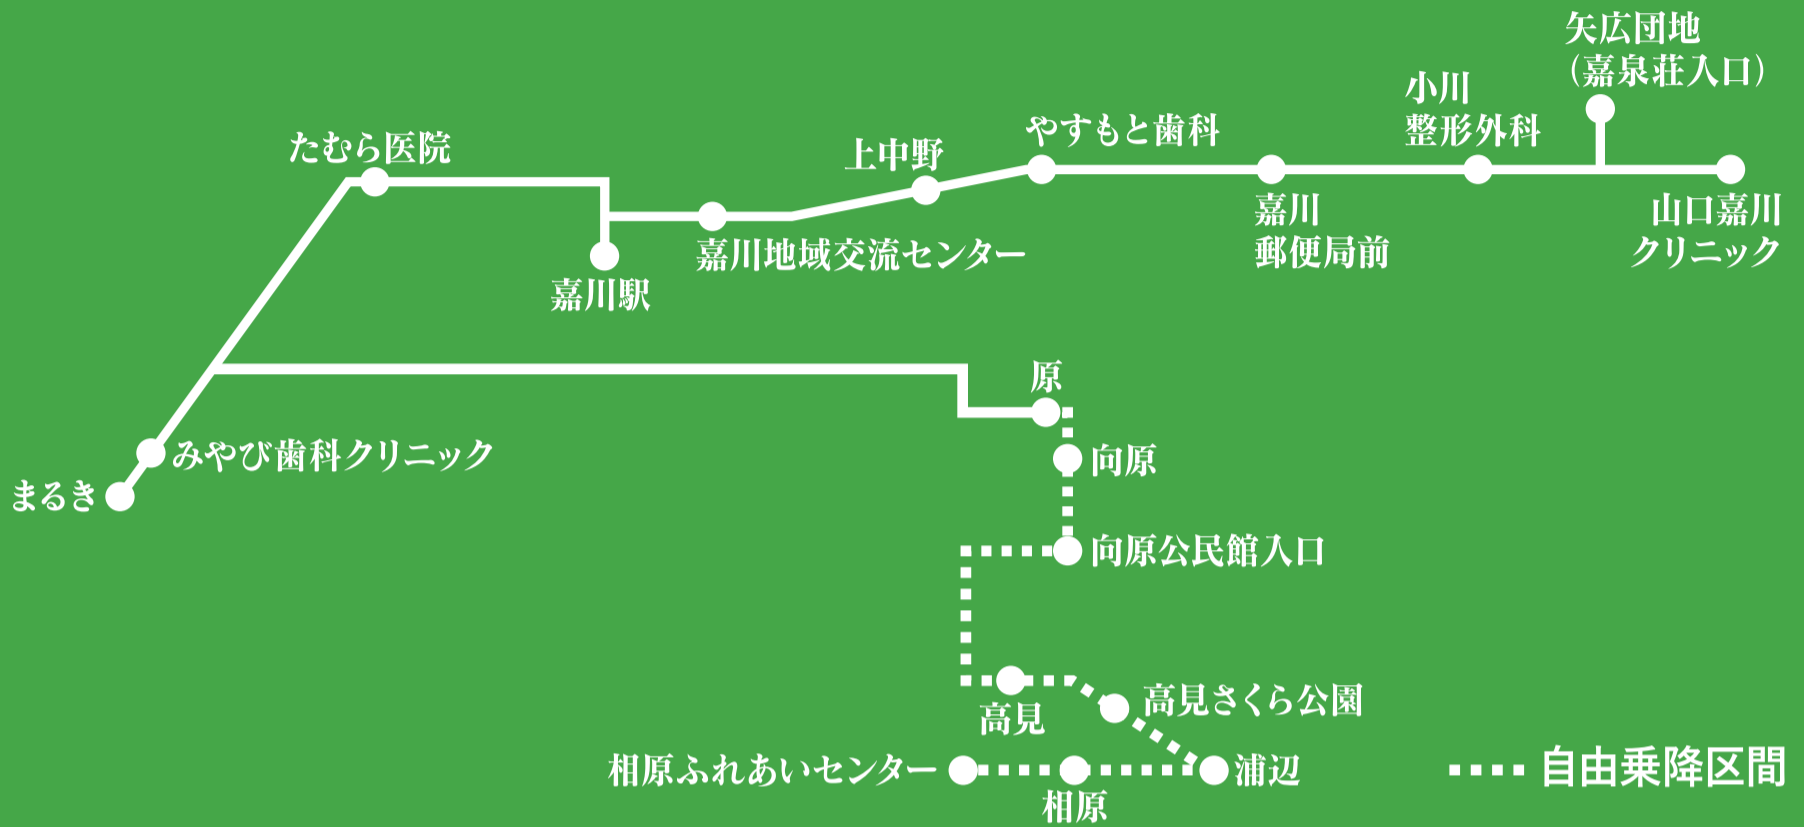 矢広団地
（嘉泉荘入口）
小川
整形外科
やすもと歯科
上中野
たむら医院
嘉川
郵便局前
山口嘉川
クリニック
嘉川地域交流センター
嘉川駅
原
みやび歯科クリニック
向原
まるき
向原公民館入口
高見さくら公園
高見
相原ふれあいセンター
浦辺
自由乗降区間
相原